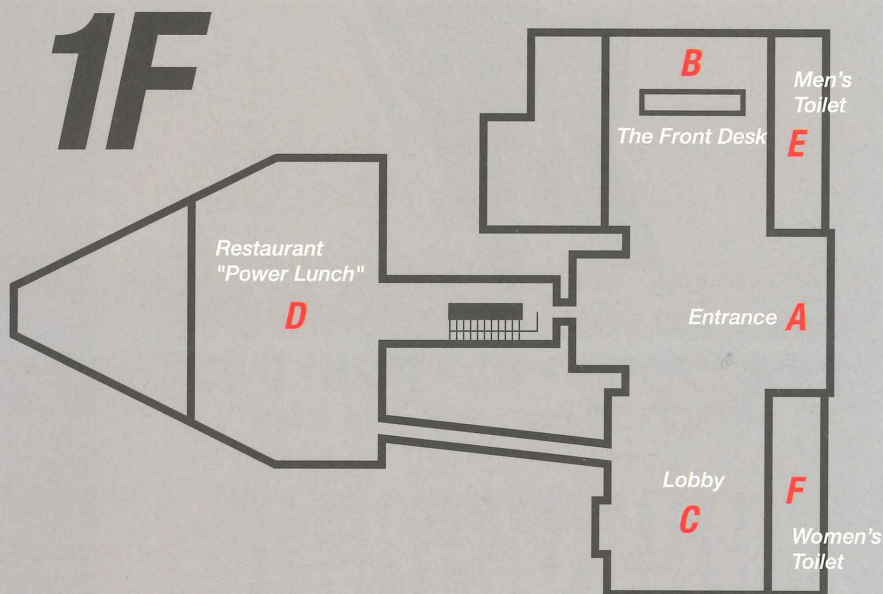 1F
B
Men's
Toilet
The Front Desk
E
Restaurant
"Power Lunch"
D
Entrance A
Lobby
C
F
Women's
Toilet